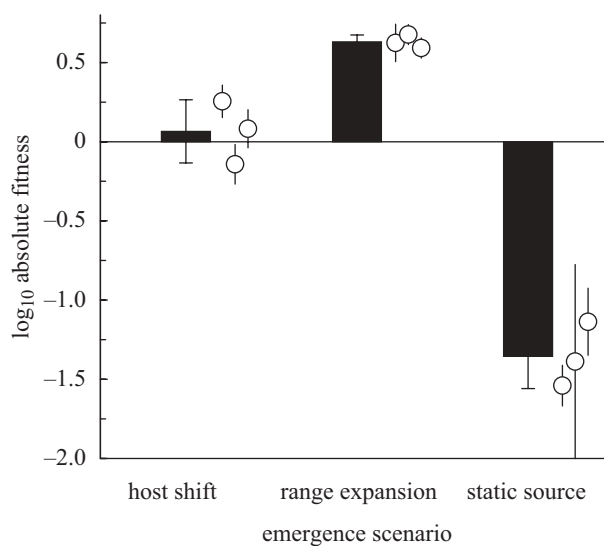 0.5
0
−0.5
−1.0
−1.5
−2.0
log10 absolute fitness
host shift range expansion static source
emergence scenario